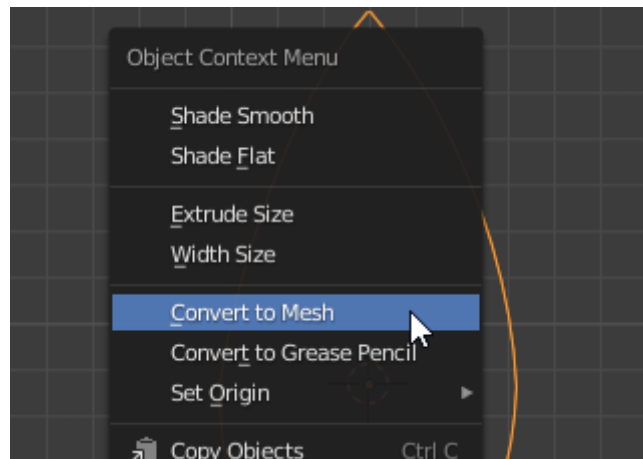 Object Context Menu
Shade Smooth
Shade Flat
Extrude Size
Width Size
Convert to Mesh
Convert to Grease Pencil
Set Origin
Copy Objects Ctrl C